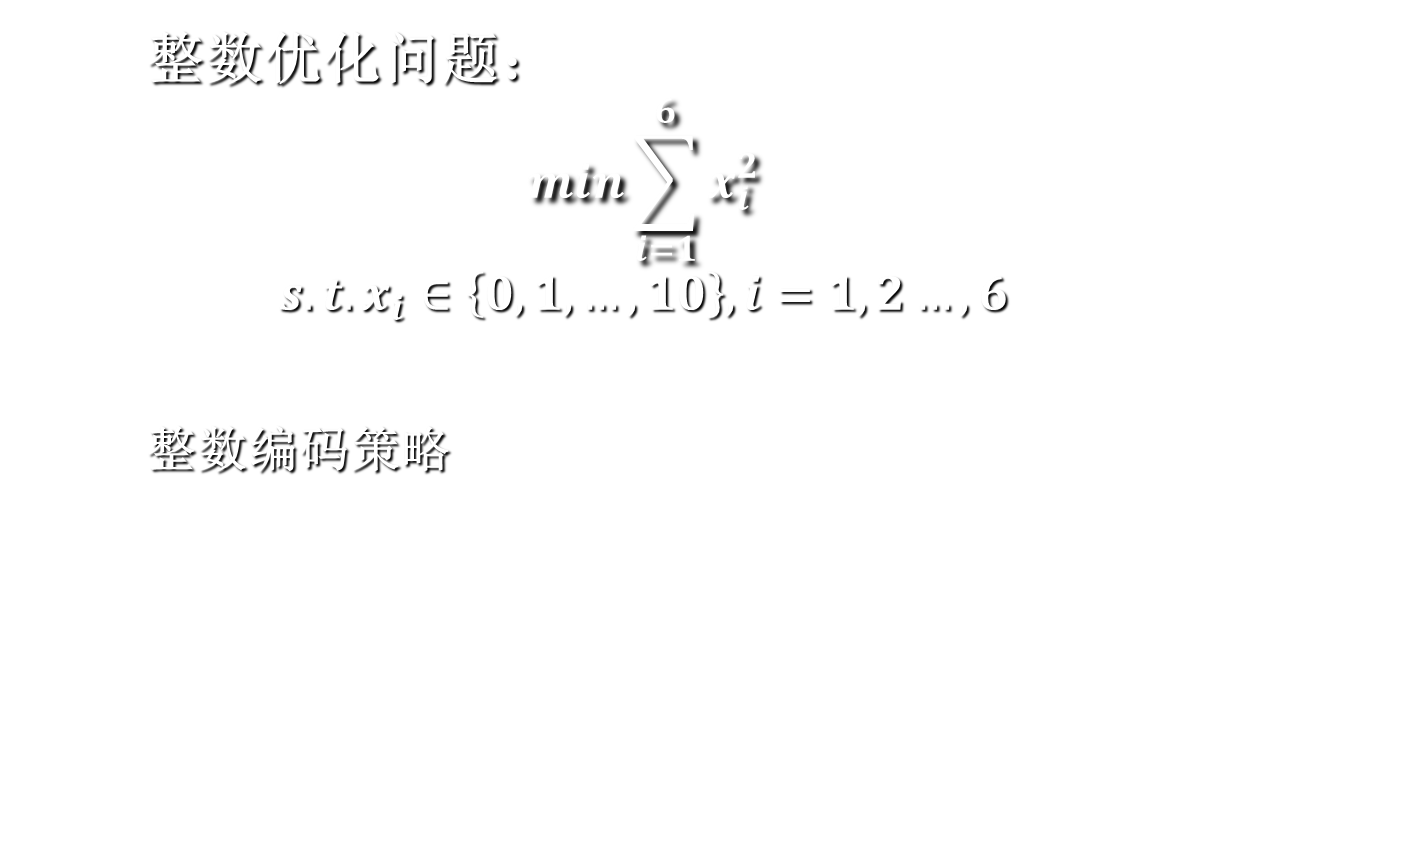 整数优化问题：
min ∑_{i=1}^{6} x_i^2
s.t. x_i ∈ {0, 1, … , 10}, i = 1, 2 … , 6
整数编码策略